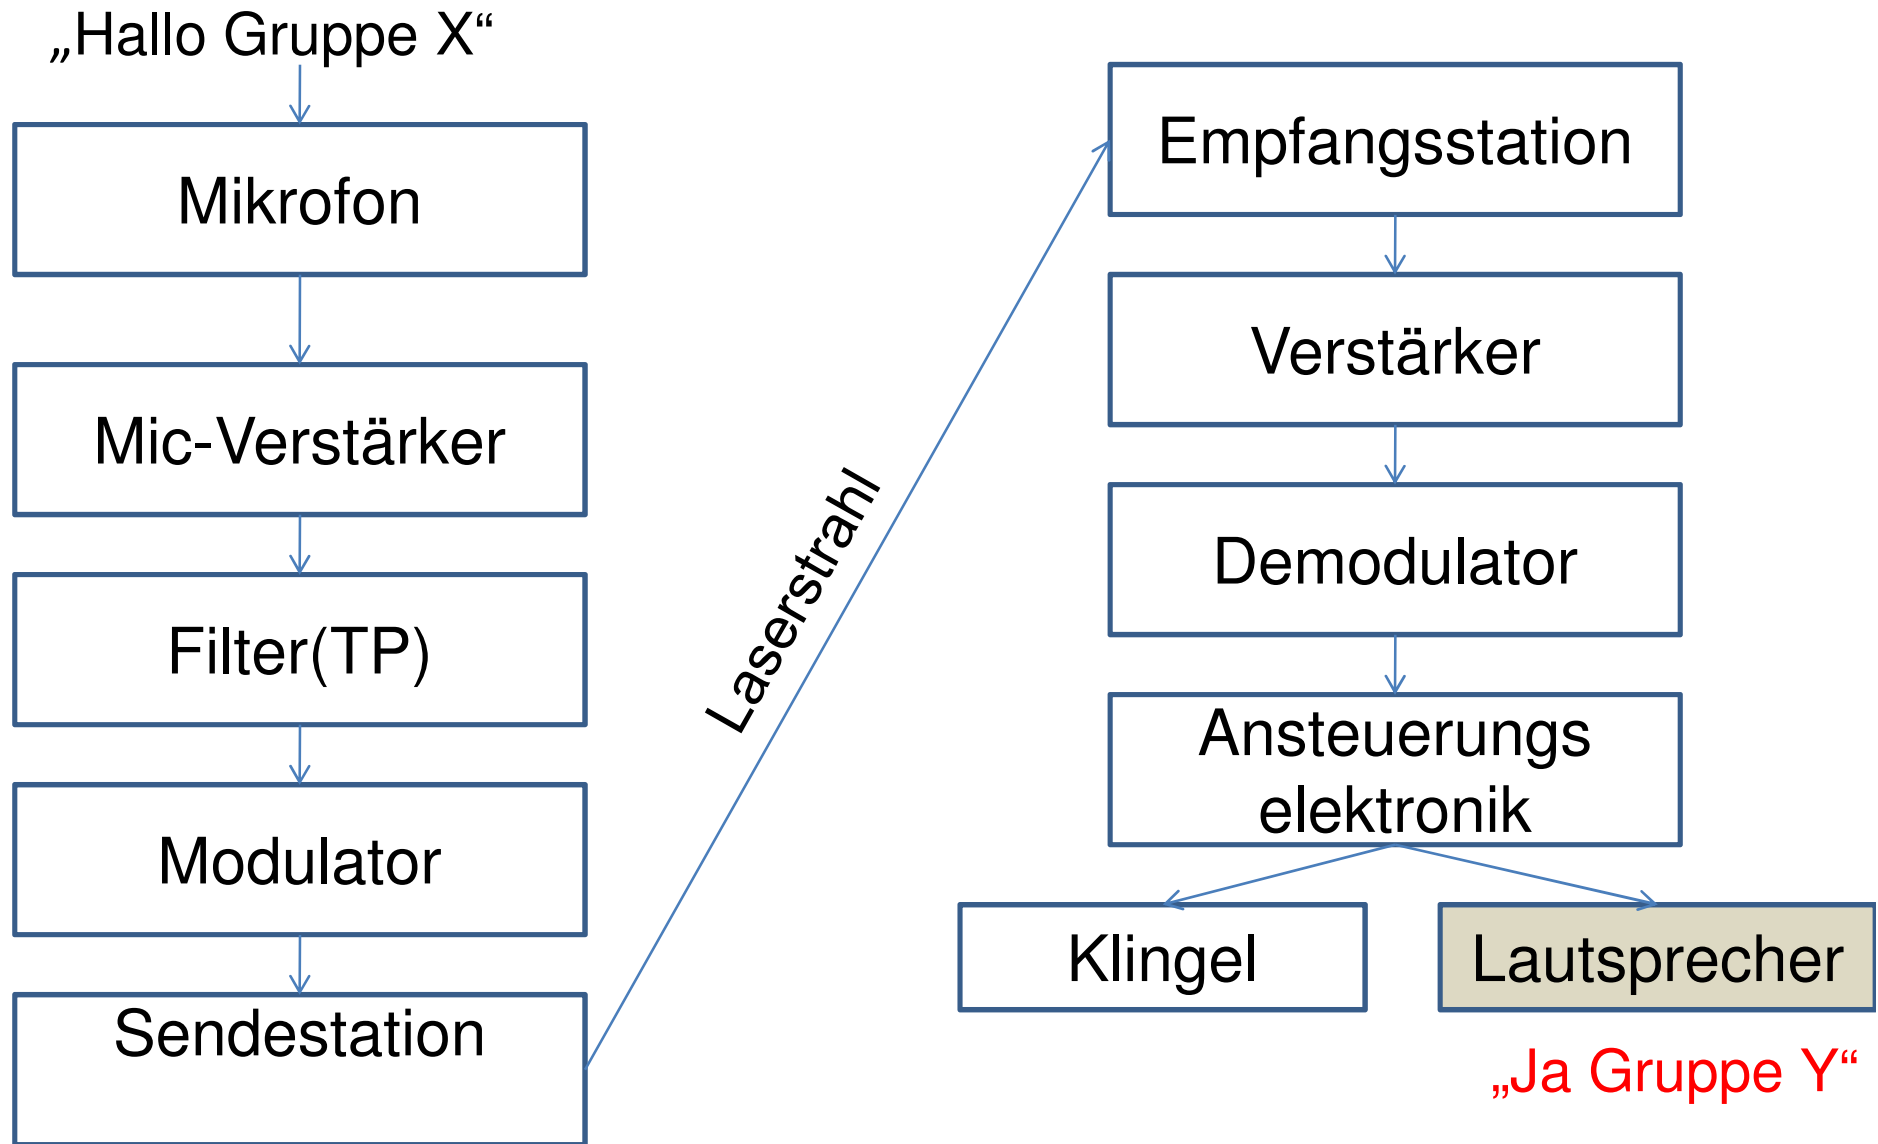 „Hallo Gruppe X“
Mikrofon
Mic-Verstärker
Filter(TP)
Modulator
Sendestation
Laserstrahl
Empfangsstation
Verstärker
Demodulator
Ansteuerungs
elektronik
Klingel
Lautsprecher
„Ja Gruppe Y“